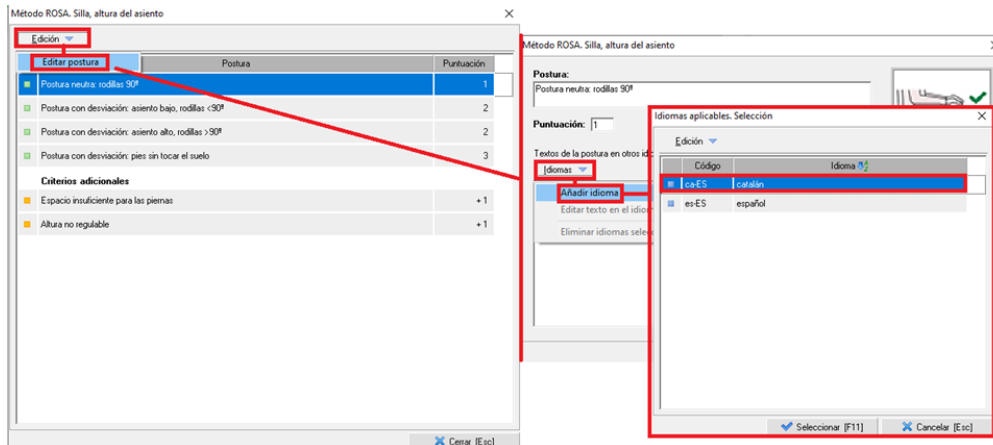 Método ROSA. Silla, altura del asiento
Edición
Editar postura
Postura
Puntuación
Postura neutra: rodillas 90º
1
Postura con desviación: asiento bajo, rodillas <90º
2
Postura con desviación: asiento alto, rodillas >90º
2
Postura con desviación: pies sin tocar el suelo
3
Criterios adicionales
Espacio insuficiente para las piernas
+1
Altura no regulable
+1
Cerrar [Esc]
Método ROSA. Silla, altura del asiento
Postura:
Postura neutra: rodillas 90º
Puntuación: 1
Textos de la postura en otros
Idiomas
Añadir idioma
Editar texto en el
Eliminar idiomas
Idiomas aplicables. Selección
Edición
Código
Idioma
ca-ES
catalán
es-ES
español
Seleccionar [F11]
Cancelar [Esc]